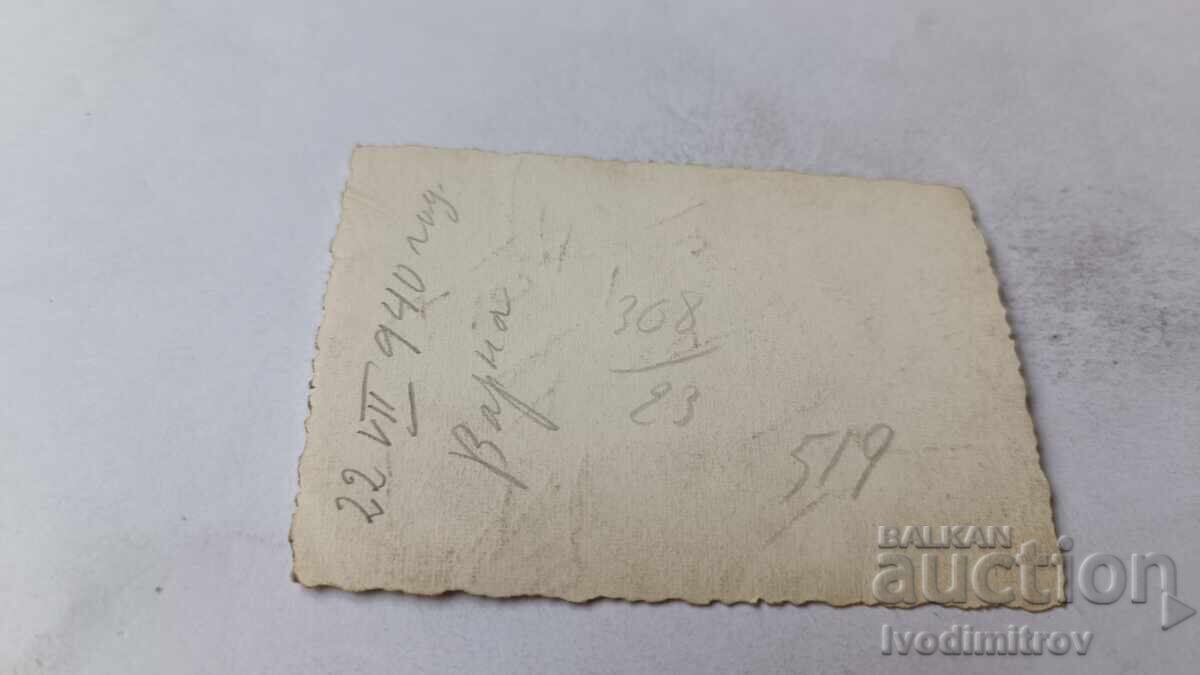 22 VII 940 год.
Варна
308
23
519
BALKAN
auction
Ivodimitrov